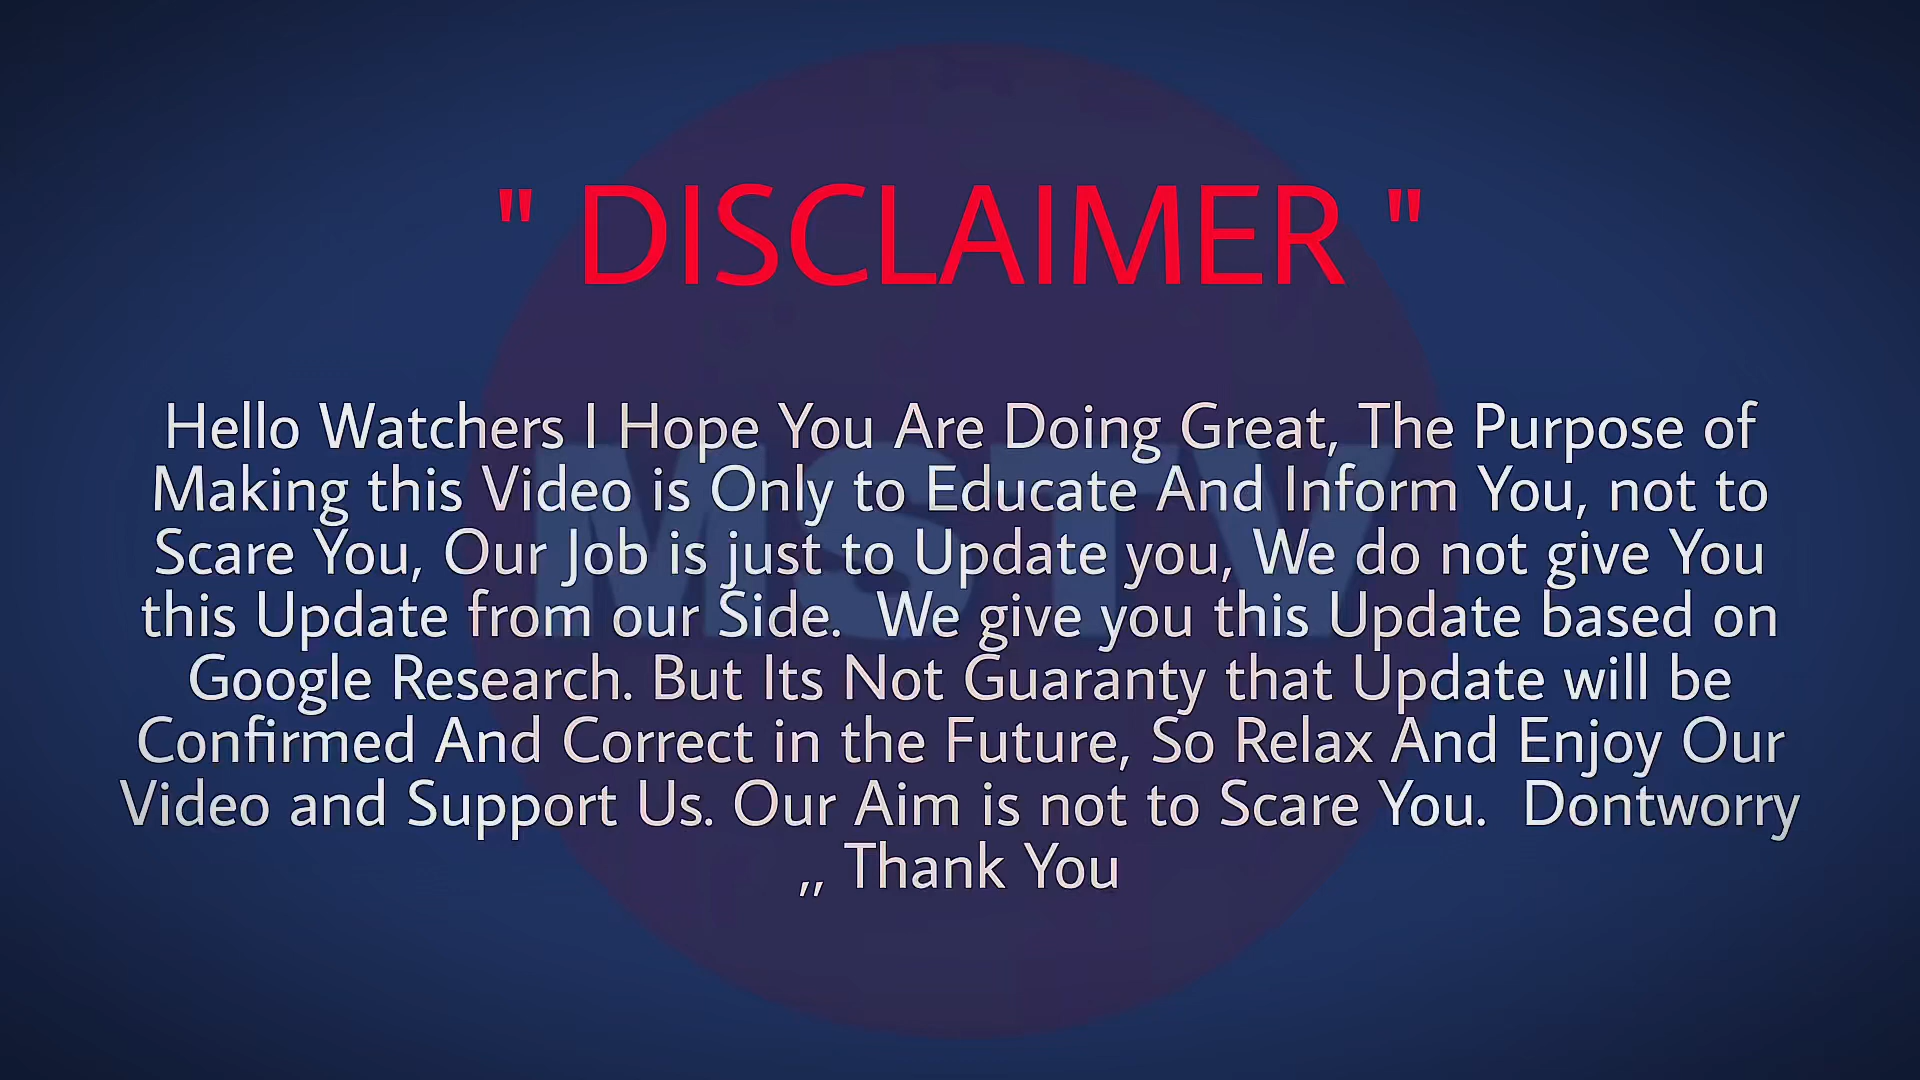 " DISCLAIMER "
MSTV
Hello Watchers I Hope You Are Doing Great, The Purpose of
Making this Video is Only to Educate And Inform You, not to
Scare You, Our Job is just to Update you, We do not give You
this Update from our Side.  We give you this Update based on
Google Research. But Its Not Guaranty that Update will be
Confirmed And Correct in the Future, So Relax And Enjoy Our
Video and Support Us. Our Aim is not to Scare You.  Dontworry
,, Thank You